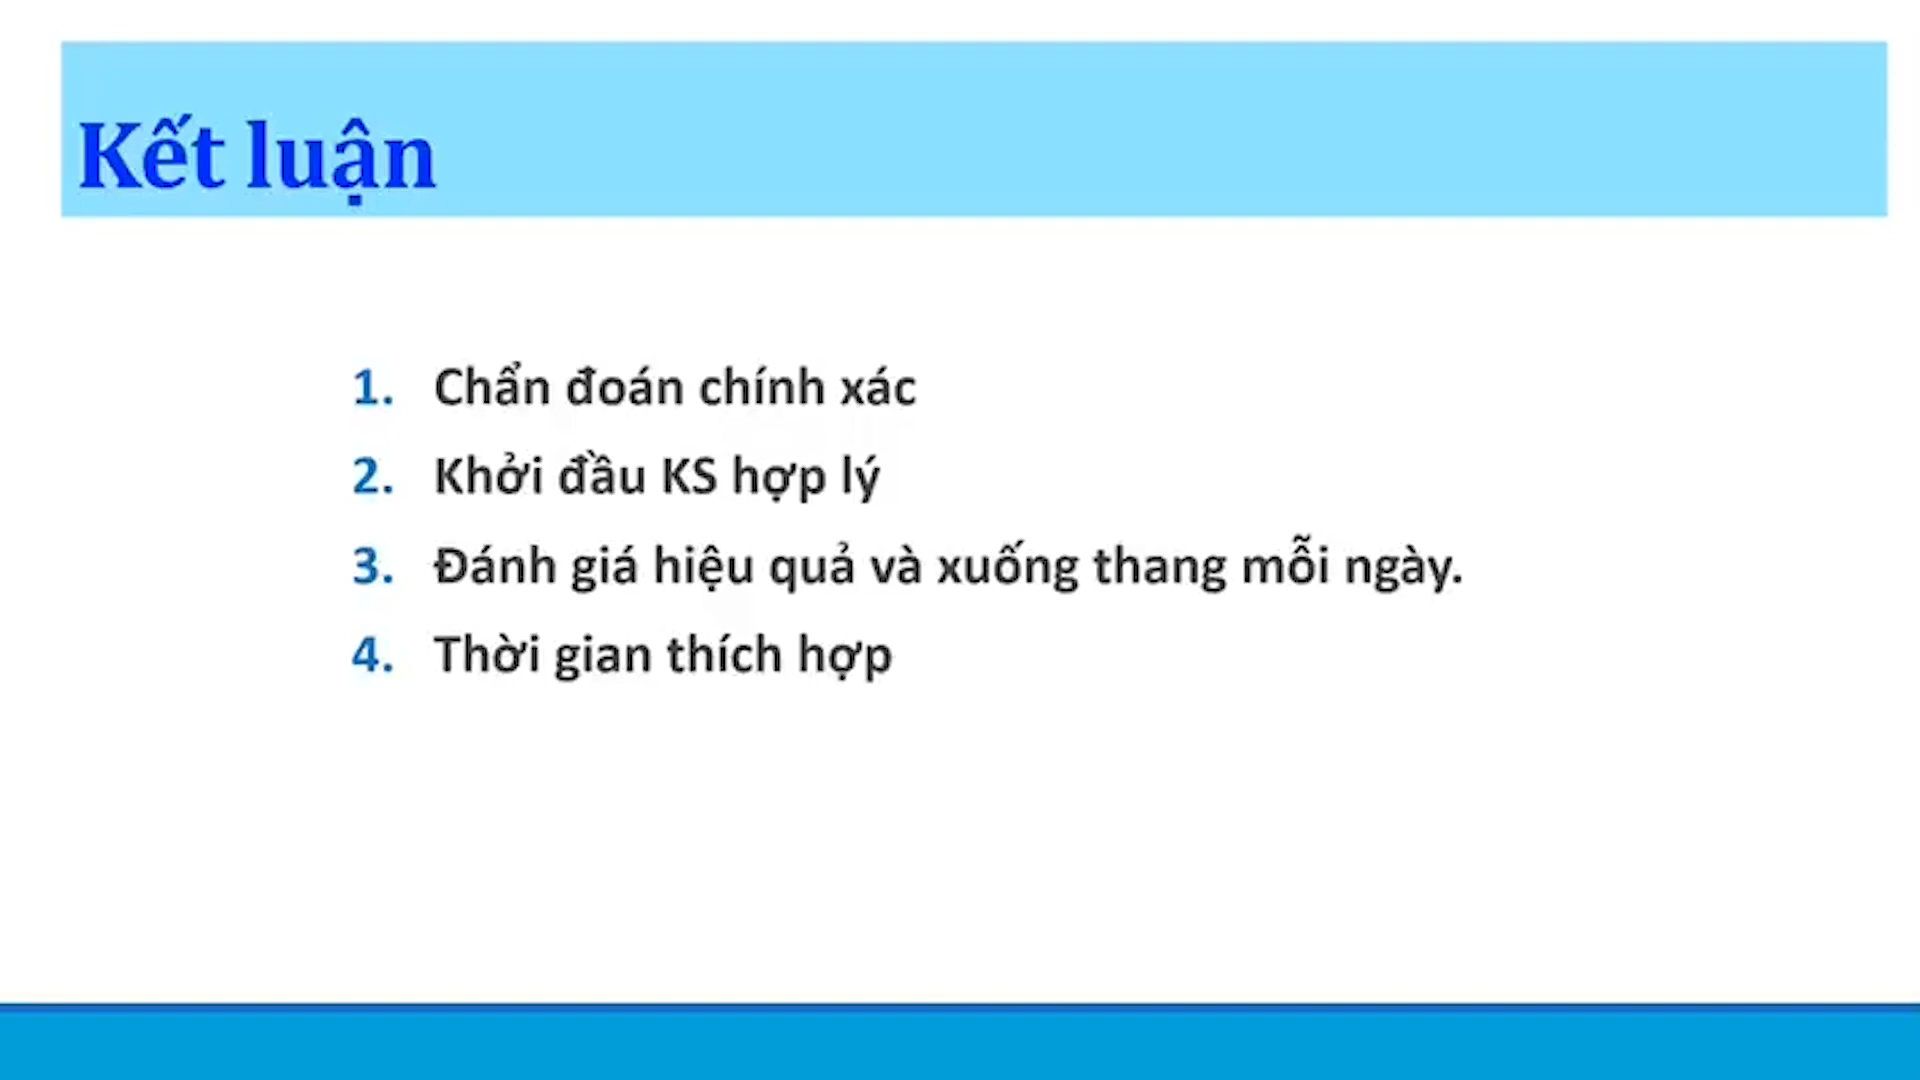 Kết luận
1. Chẩn đoán chính xác
2. Khởi đầu KS hợp lý
3. Đánh giá hiệu quả và xuống thang mỗi ngày.
4. Thời gian thích hợp